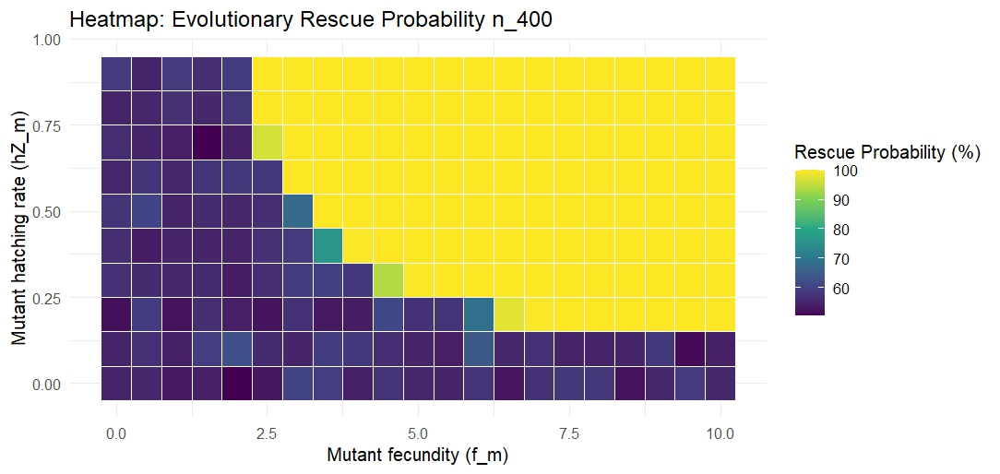 Heatmap: Evolutionary Rescue Probability n_400
1.00
0.75
0.50
0.25
0.00
Mutant hatching rate (hZ_m)
0.0 2.5 5.0 7.5 10.0
Mutant fecundity (f_m)
Rescue Probability (%)
100
90
80
70
60